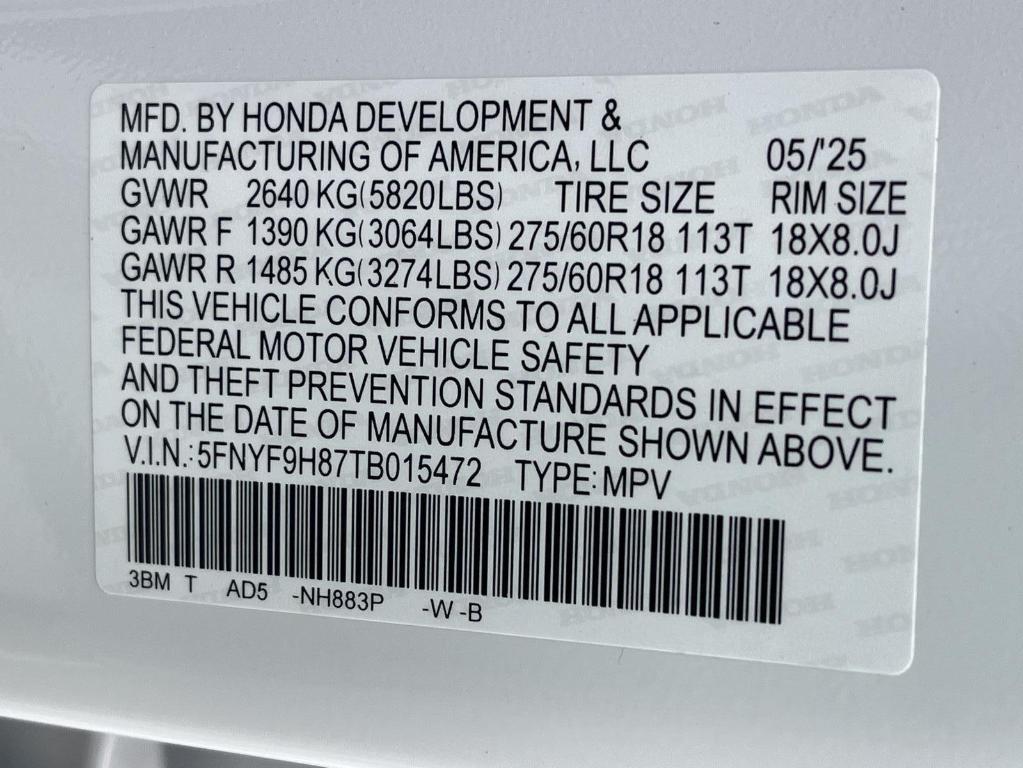 MFD. BY HONDA DEVELOPMENT &
MANUFACTURING OF AMERICA, LLC 05/'25
GVWR 2640 KG(5820LBS) TIRE SIZE RIM SIZE
GAWR F 1390 KG(3064LBS) 275/60R18 113T 18X8.0J
GAWR R 1485 KG(3274LBS) 275/60R18 113T 18X8.0J
THIS VEHICLE CONFORMS TO ALL APPLICABLE
FEDERAL MOTOR VEHICLE SAFETY
AND THEFT PREVENTION STANDARDS IN EFFECT
ON THE DATE OF MANUFACTURE SHOWN ABOVE.
V.I.N.: 5FNYF9H87TB015472 TYPE: MPV
3BM T AD5 -NH883P -W -B